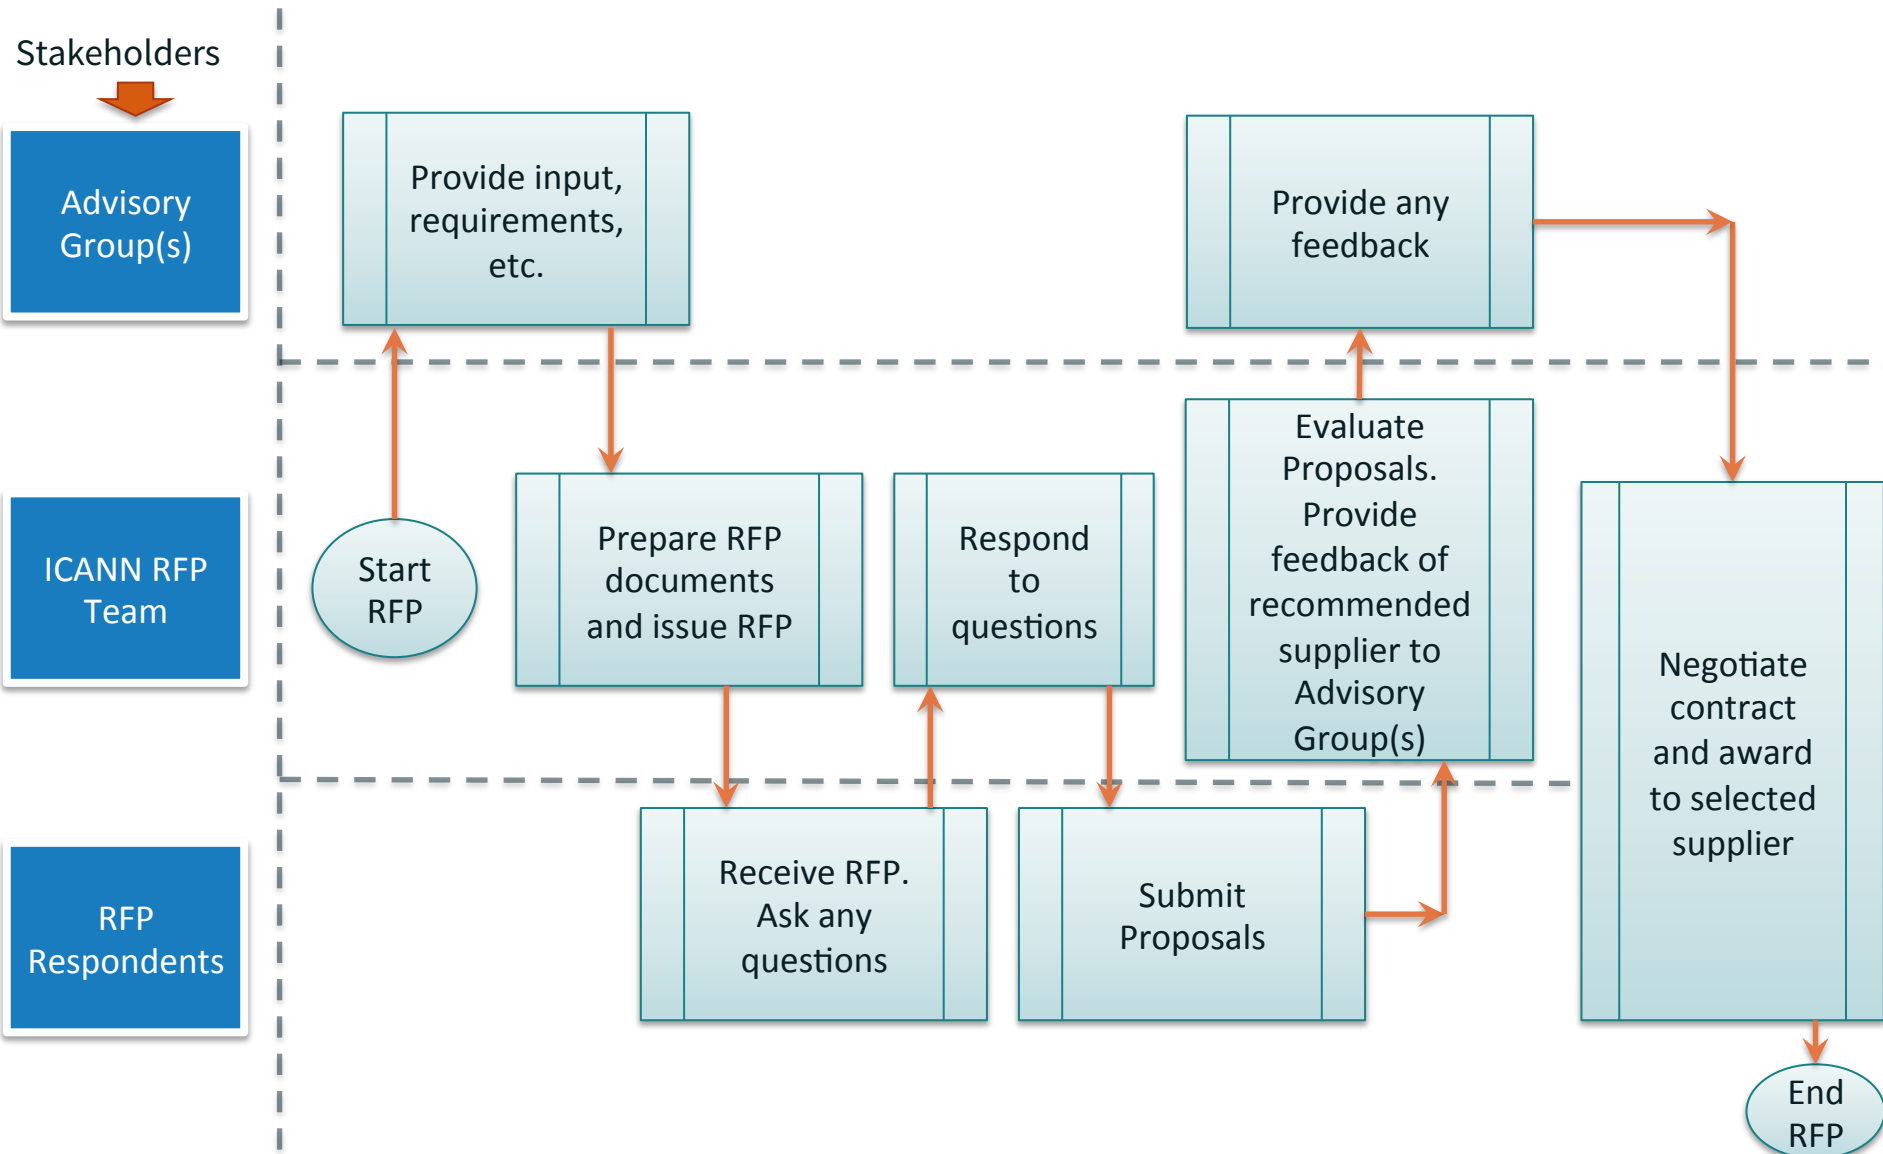 Stakeholders
Advisory
Group(s)
Provide input,
requirements,
etc.
Provide any
feedback
ICANN RFP
Team
Start
RFP
Prepare RFP
documents
and issue RFP
Respond
to
questions
Evaluate
Proposals.
Provide
feedback of
recommended
supplier to
Advisory
Group(s)
Negotiate
contract
and award
to selected
supplier
RFP
Respondents
Receive RFP.
Ask any
questions
Submit
Proposals
End
RFP